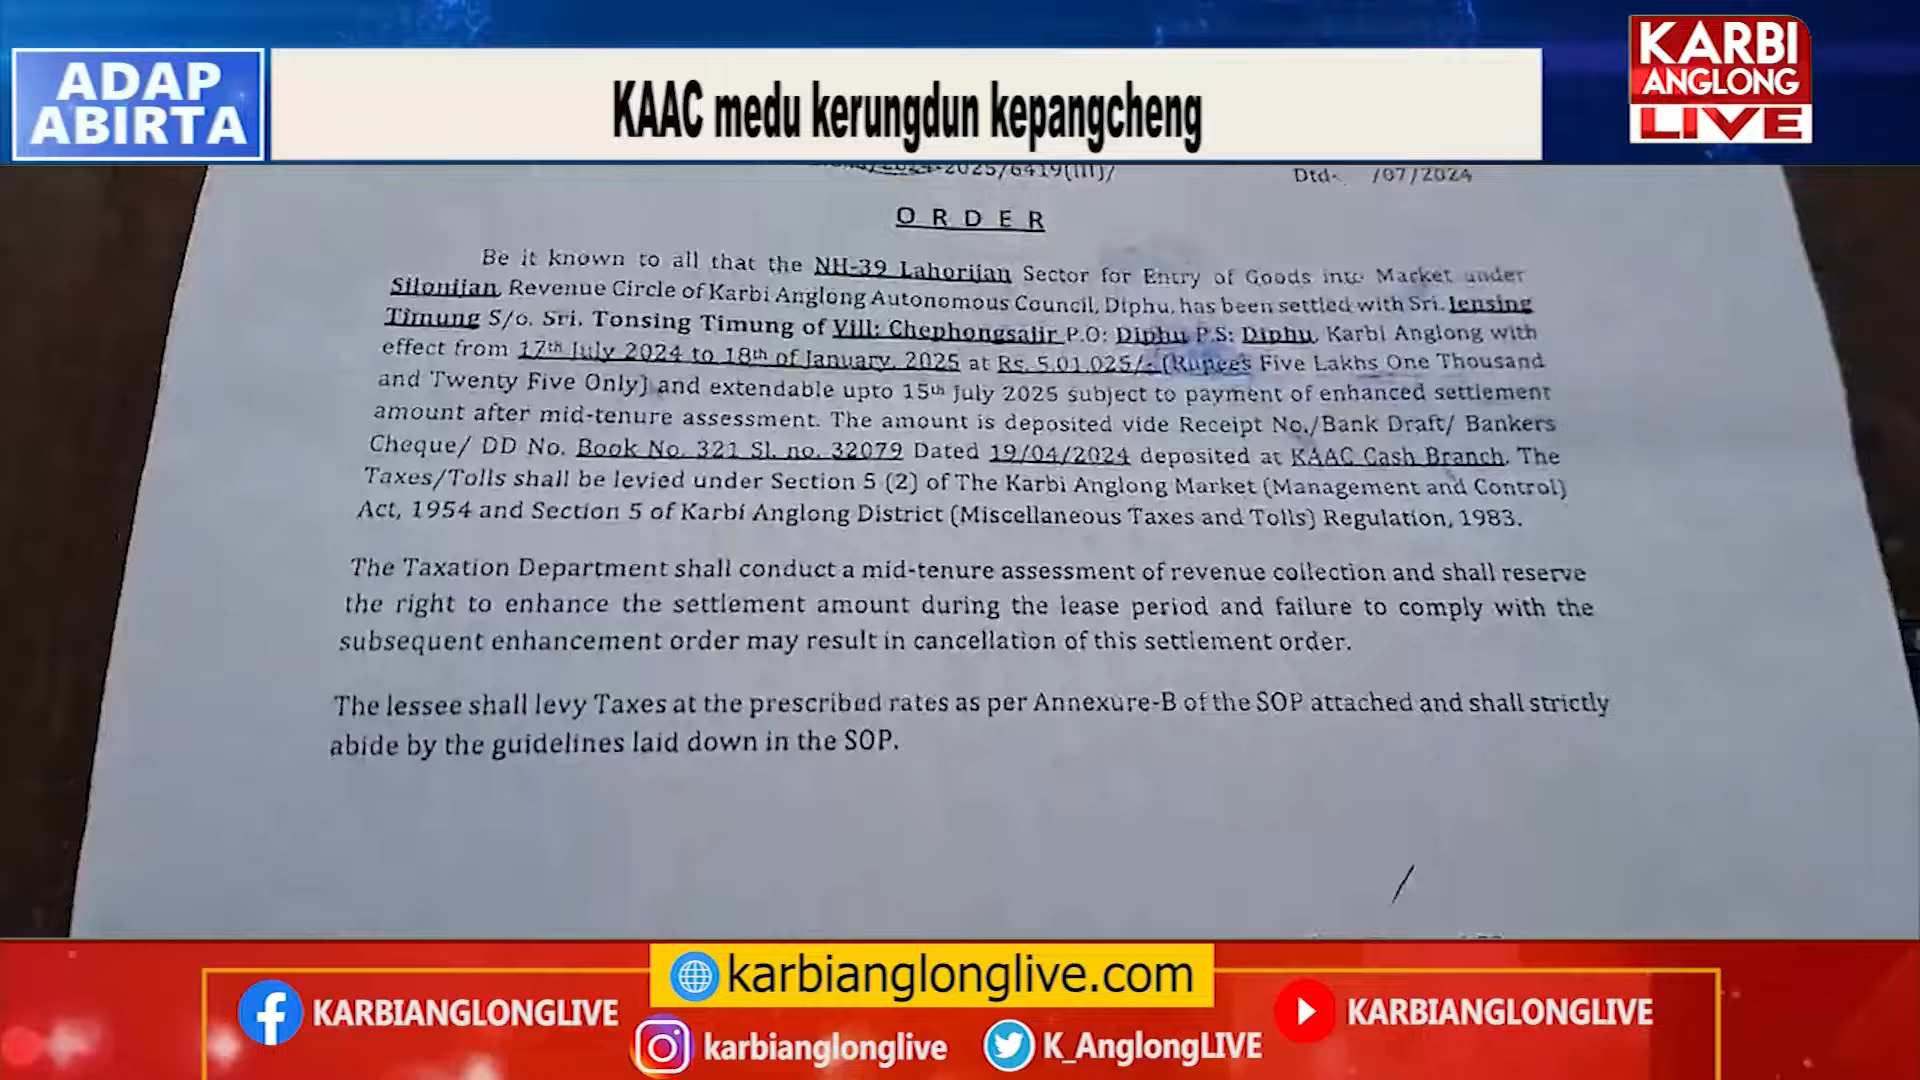 ADAP
ABIRTA
KAAC medu kerungdun kepangcheng
KARBI
ANGLONG
LIVE
2024-2025/6419(III)/ Dtd- /07/2024
ORDER
Be it known to all that the NH-39 Lahorijan Sector for Entry of Goods into Market under
Silonijan, Revenue Circle of Karbi Anglong Autonomous Council, Diphu, has been settled with Sri. Jensing
Timung S/o. Sri. Tonsing Timung of Vill: Chephongsajir P.O: Diphu P.S: Diphu, Karbi Anglong with
effect from 17th July 2024 to 18th of January, 2025 at Rs. 5,01,025/- (Rupees Five Lakhs One Thousand
and Twenty Five Only) and extendable upto 15th July 2025 subject to payment of enhanced settlement
amount after mid-tenure assessment. The amount is deposited vide Receipt No./Bank Draft/ Bankers
Cheque/ DD No. Book No. 321 Sl. no. 32079 Dated 19/04/2024 deposited at KAAC Cash Branch. The
Taxes/Tolls shall be levied under Section 5 (2) of The Karbi Anglong Market (Management and Control)
Act, 1954 and Section 5 of Karbi Anglong District (Miscellaneous Taxes and Tolls) Regulation, 1983.
The Taxation Department shall conduct a mid-tenure assessment of revenue collection and shall reserve
the right to enhance the settlement amount during the lease period and failure to comply with the
subsequent enhancement order may result in cancellation of this settlement order.
The lessee shall levy Taxes at the prescribed rates as per Annexure-B of the SOP attached and shall strictly
abide by the guidelines laid down in the SOP.
karbianglonglive.com
KARBIANGLONGLIVE
karbianglonglive
K_AnglongLIVE
KARBIANGLONGLIVE